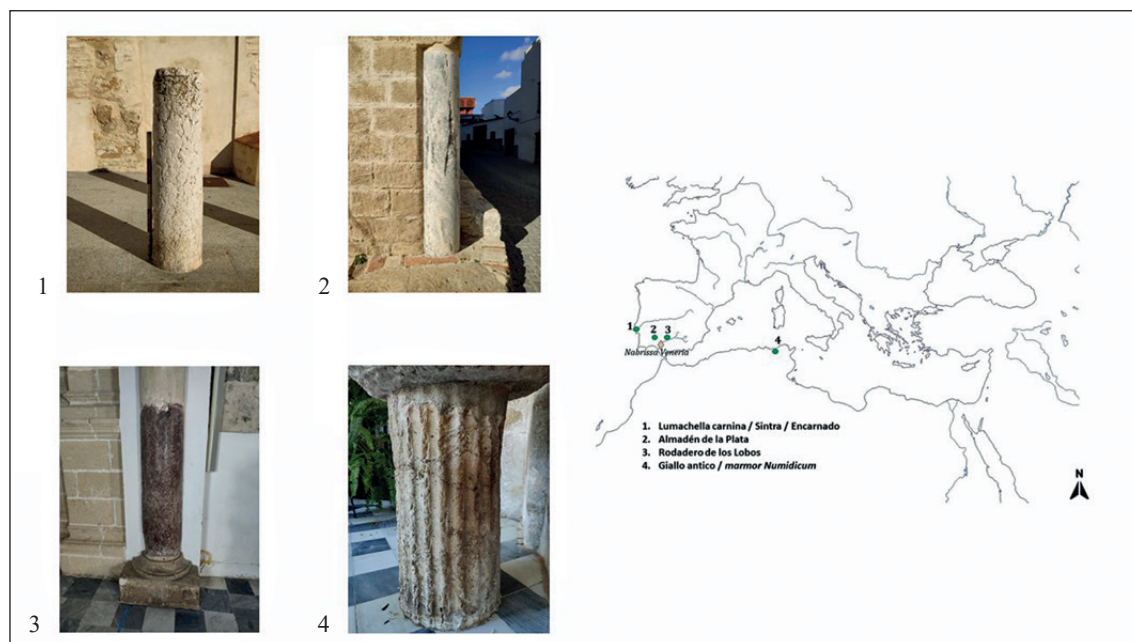 1
2
3
4
1
2
3
4
Nabrissa Veneria
1. Lumachella carnina / Sintra / Encarnado
2. Almadén de la Plata
3. Rodadero de los Lobos
4. Giallo antico / marmor Numidicum
N